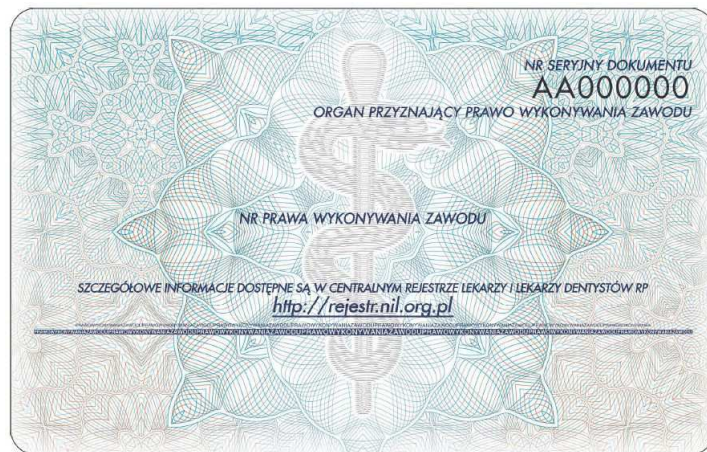 NR SERYJNY DOKUMENTU
AA000000
ORGAN PRZYZNAJĄCY PRAWO WYKONYWANIA ZAWODU
NR PRAWA WYKONYWANIA ZAWODU
SZCZEGÓŁOWE INFORMACJE DOSTĘPNE SĄ W CENTRALNYM REJESTRZE LEKARZY I LEKARZY DENTYSTÓW RP
http://rejestr.nil.org.pl